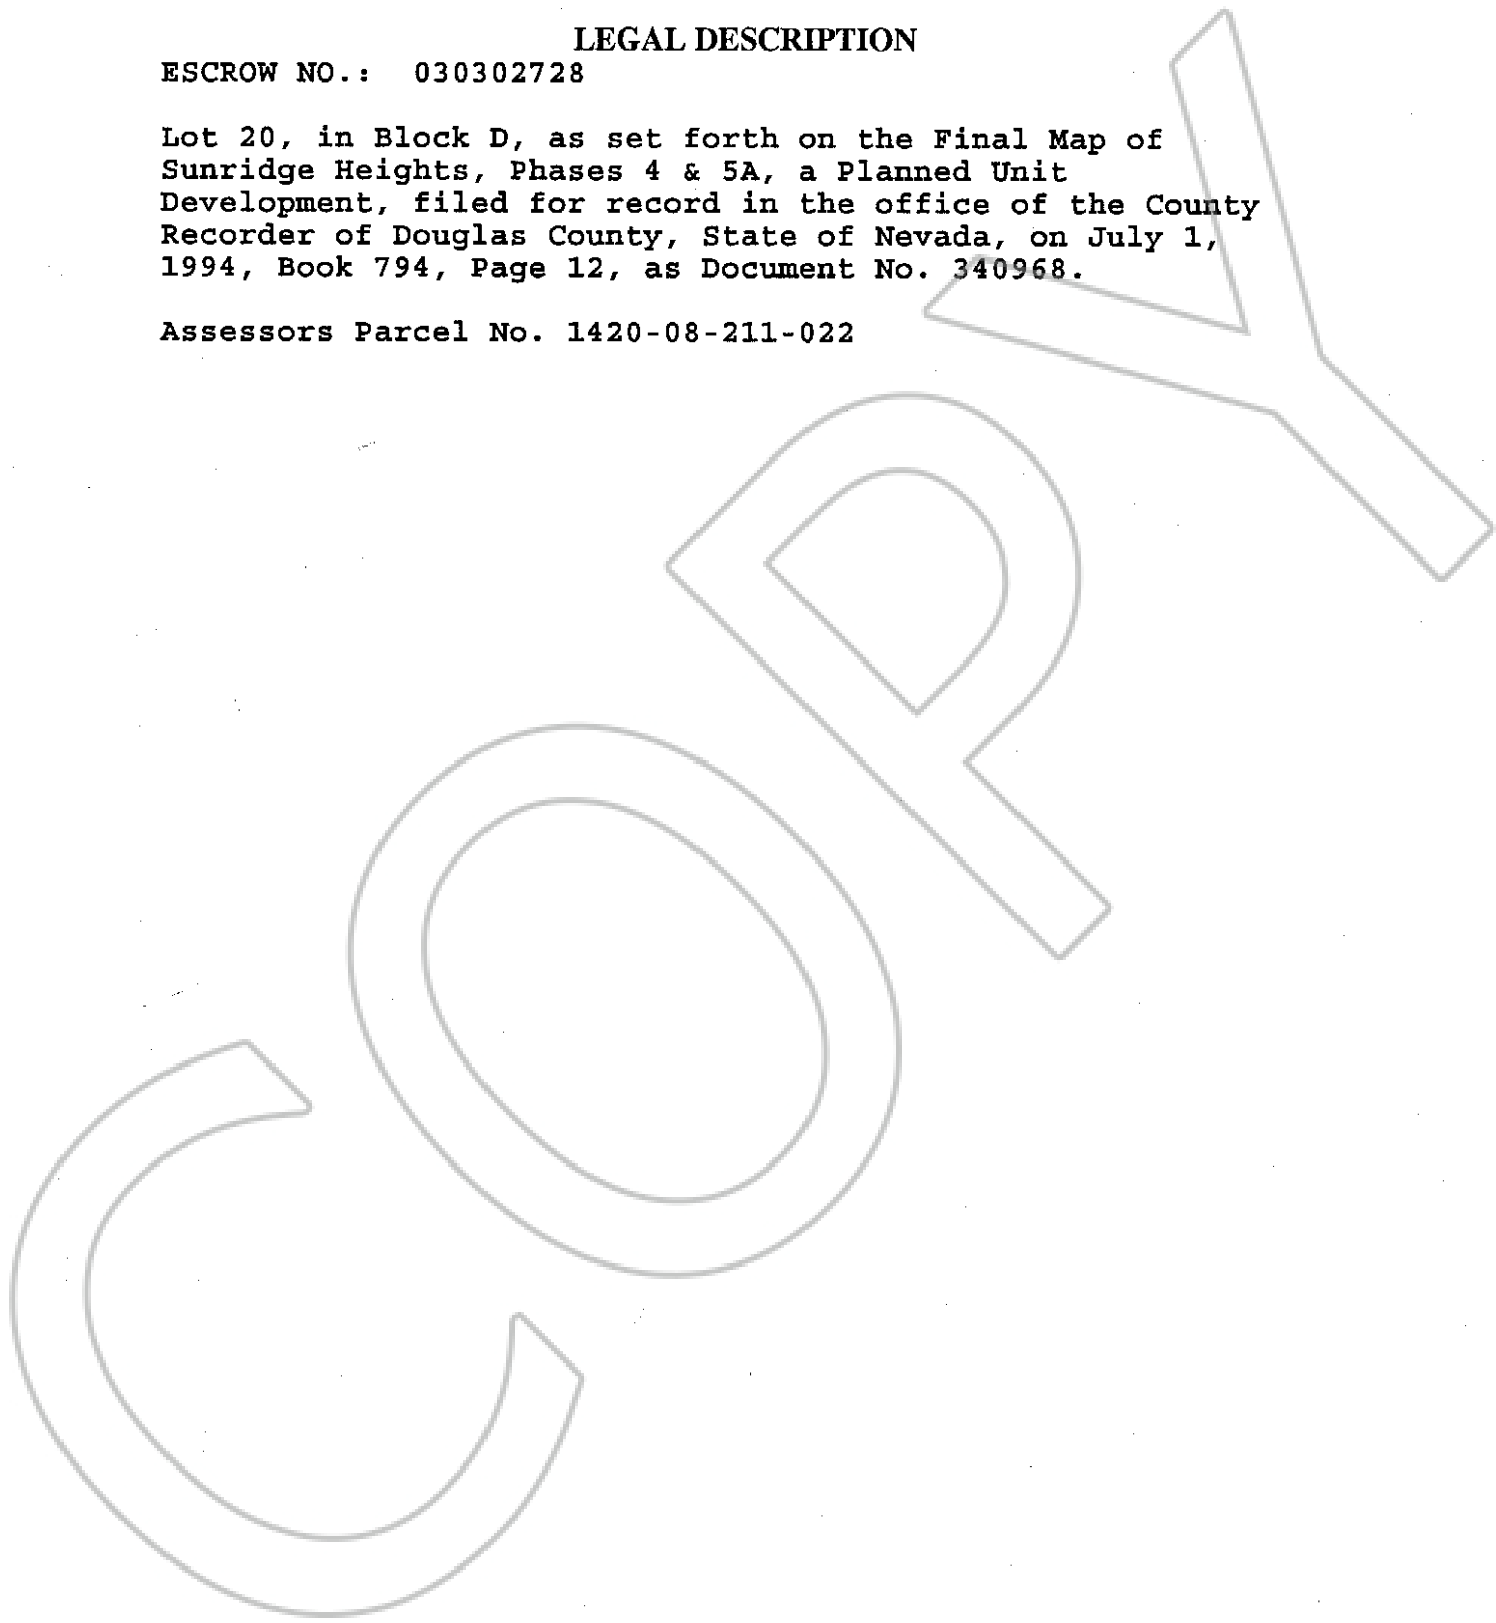 LEGAL DESCRIPTION
ESCROW NO.: 030302728
Lot 20, in Block D, as set forth on the Final Map of
Sunridge Heights, Phases 4 & 5A, a Planned Unit
Development, filed for record in the office of the County
Recorder of Douglas County, State of Nevada, on July 1,
1994, Book 794, Page 12, as Document No. 340968.
Assessors Parcel No. 1420-08-211-022
COPY